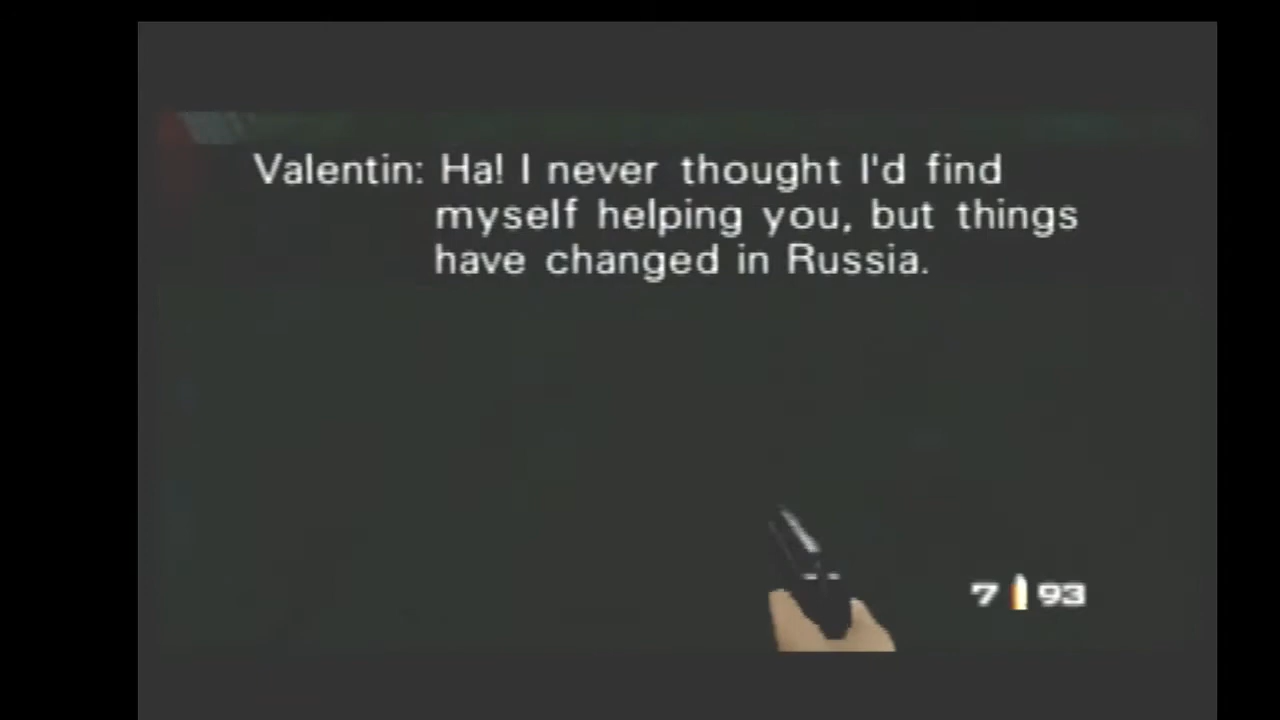 Valentin: Ha! I never thought I'd find
myself helping you, but things
have changed in Russia.
7 93